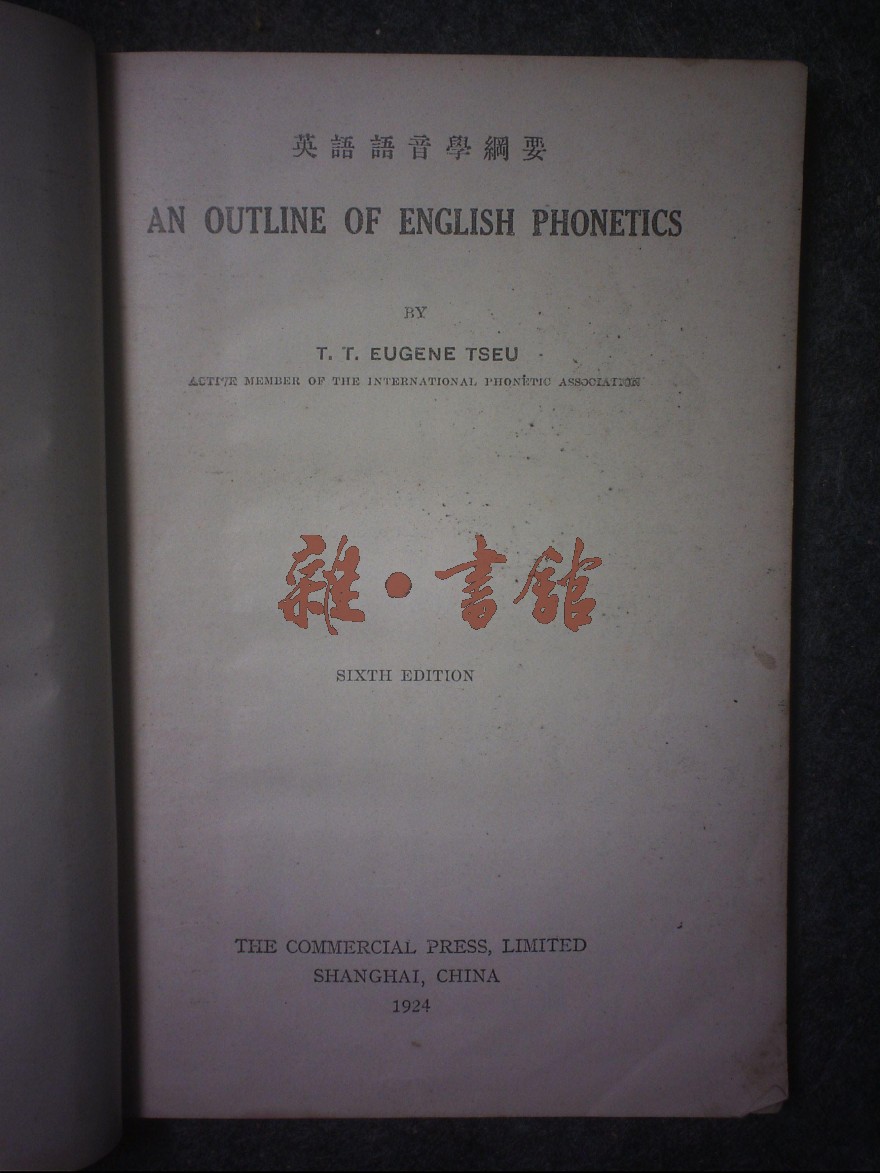 英語語音學綱要
AN OUTLINE OF ENGLISH PHONETICS
BY
T. T. EUGENE TSEU
ACTIVE MEMBER OF THE INTERNATIONAL PHONETIC ASSOCIATION
雜·書館
SIXTH EDITION
THE COMMERCIAL PRESS, LIMITED
SHANGHAI, CHINA
1924